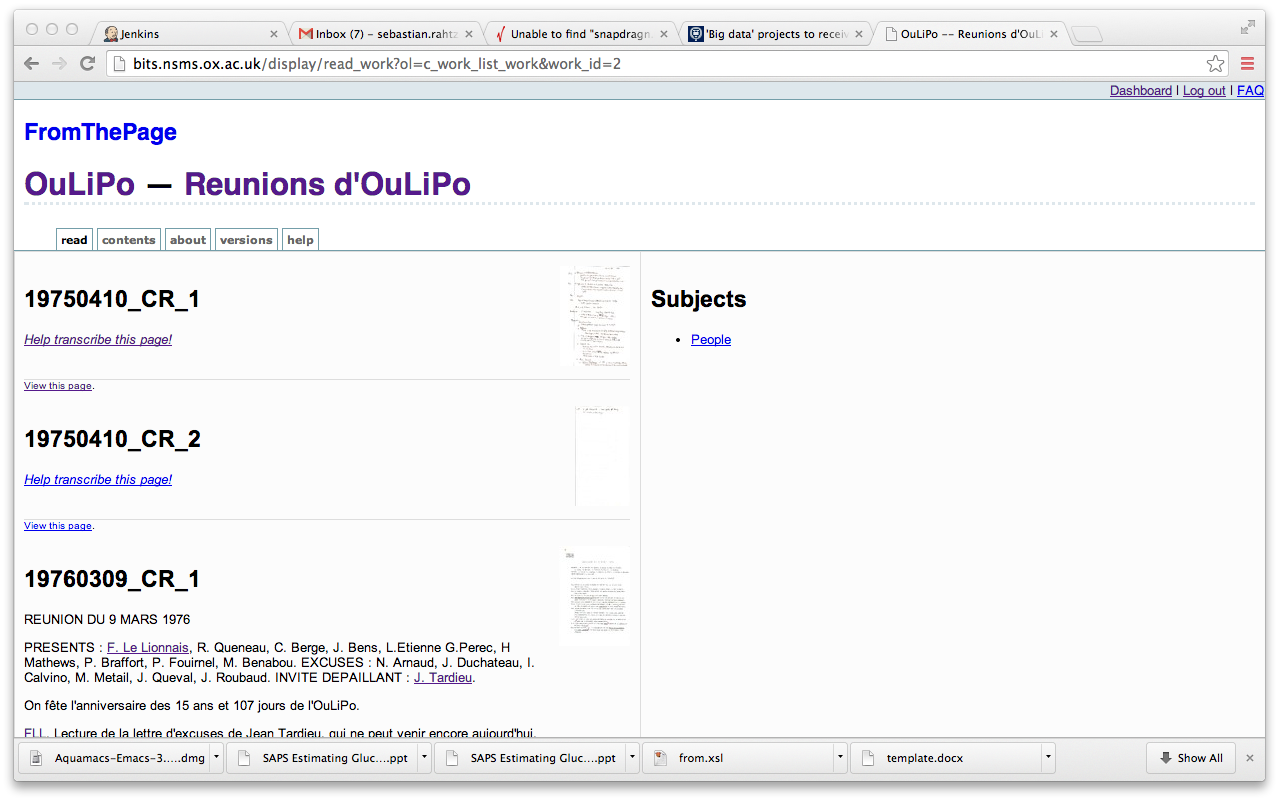 Jenkins
Inbox (7) – sebastian.rahtz
Unable to find "snapdragn
'Big data' projects to receiv
OuLiPo -- Reunions d'OuLi
bits.nsms.ox.ac.uk/display/read_work?ol=c_work_list_work&work_id=2
Dashboard | Log out | FAQ
FromThePage
OuLiPo — Reunions d'OuLiPo
read contents about versions help
19750410_CR_1
Help transcribe this page!
View this page.
19750410_CR_2
Help transcribe this page!
View this page.
19760309_CR_1
REUNION DU 9 MARS 1976
PRESENTS : F. Le Lionnais, R. Queneau, C. Berge, J. Bens, L.Etienne G.Perec, H
Mathews, P. Braffort, P. Fouirnel, M. Benabou. EXCUSES : N. Arnaud, J. Duchateau, I.
Calvino, M. Metail, J. Queval, J. Roubaud. INVITE DEPAILLANT : J. Tardieu.
On fête l'anniversaire des 15 ans et 107 jours de l'OuLiPo.
FLL. Lecture de la lettre d'excuses de Jean Tardieu, qui ne peut venir encore aujourd'hui.
Subjects
People
Aquamacs-Emacs-3.....dmg
SAPS Estimating Gluc....ppt
SAPS Estimating Gluc....ppt
from.xsl
template.docx
Show All